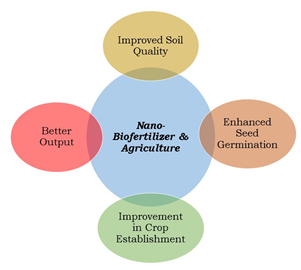 Improved Soil
Quality
Better
Output
Nano-
Biofertilizer &
Agriculture
Enhanced
Seed
Germination
Improvement
in Crop
Establishment